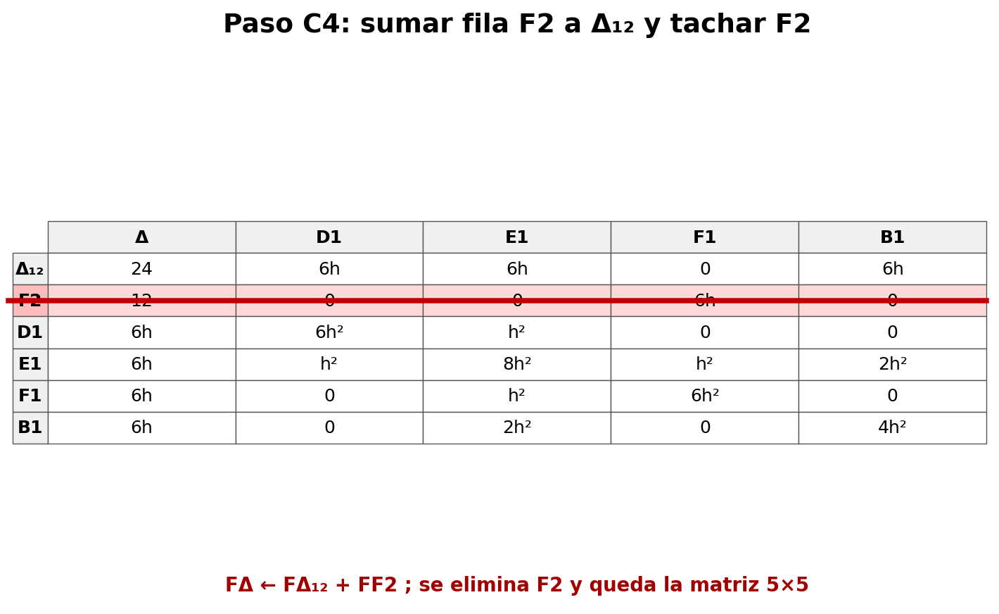 Paso C4: sumar fila F2 a Δ₁₂ y tachar F2
Δ D1 E1 F1 B1
Δ₁₂ 24 6h 6h 0 6h
F2 12 0 0 6h 0
D1 6h 6h² h² 0 0
E1 6h h² 8h² h² 2h²
F1 6h 0 h² 6h² 0
B1 6h 0 2h² 0 4h²
FΔ ← FΔ₁₂ + FF2 ; se elimina F2 y queda la matriz 5×5